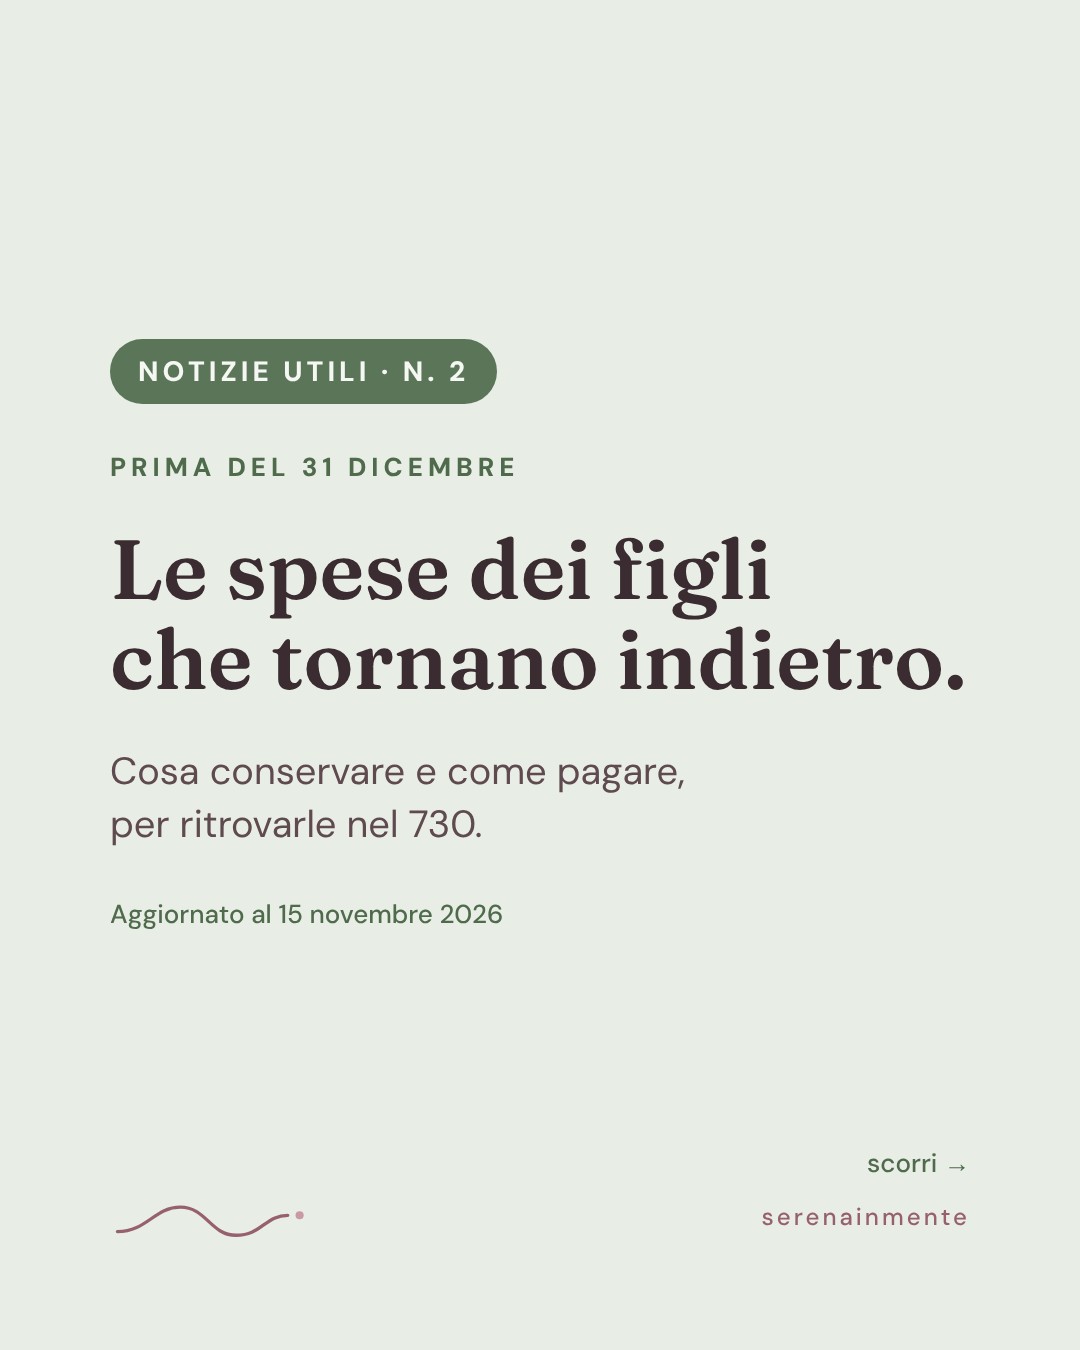 NOTIZIE UTILI · N. 2
PRIMA DEL 31 DICEMBRE
Le spese dei figli
che tornano indietro.
Cosa conservare e come pagare,
per ritrovarle nel 730.
Aggiornato al 15 novembre 2026
scorri →
serenainmente